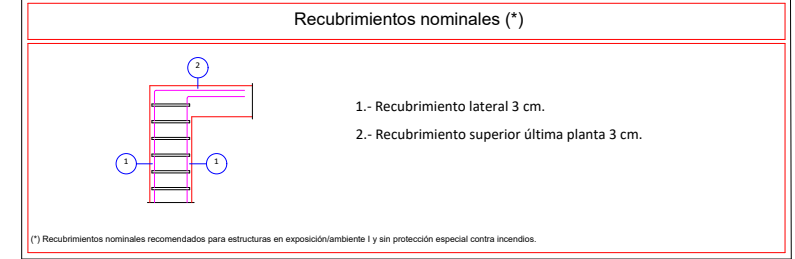 Recubrimientos nominales (*)
2
1.- Recubrimiento lateral 3 cm.
2.- Recubrimiento superior última planta 3 cm.
1
1
(*) Recubrimientos nominales recomendados para estructuras en exposición/ambiente I y sin protección especial contra incendios.